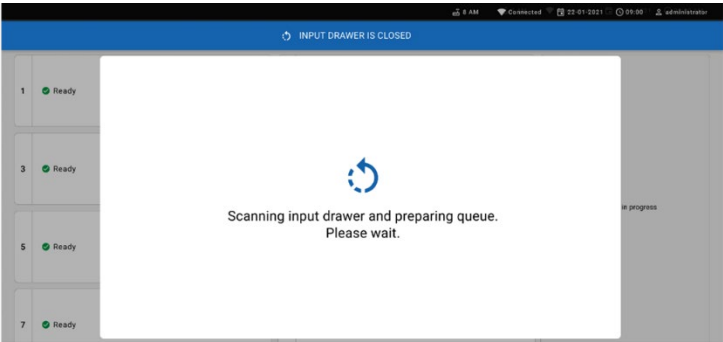 8 AM Connected 22-01-2021 09:00 administrator
INPUT DRAWER IS CLOSED
1 Ready
3 Ready
in progress
5 Ready
7 Ready
Scanning input drawer and preparing queue.
Please wait.